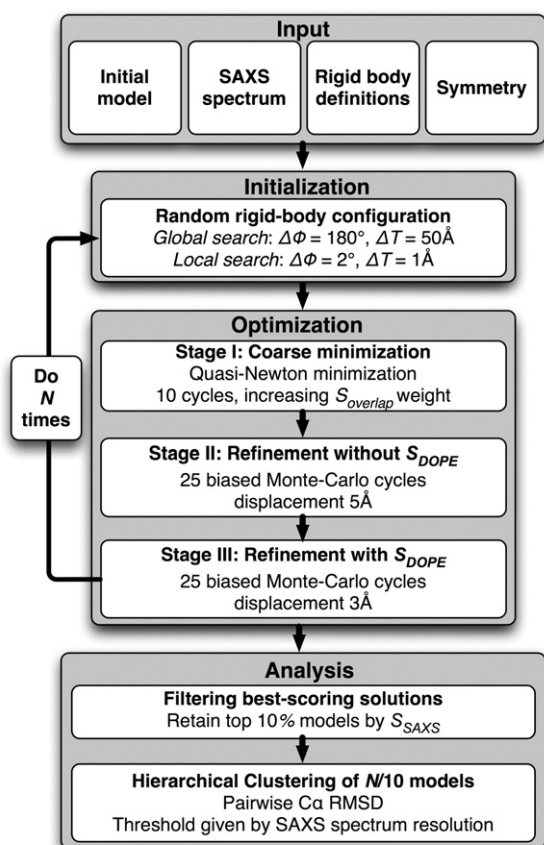 Input
Initial
model
SAXS
spectrum
Rigid body
definitions
Symmetry
Initialization
Random rigid-body configuration
Global search: ΔΦ = 180°, ΔT = 50Å
Local search: ΔΦ = 2°, ΔT = 1Å
Do
N
times
Optimization
Stage I: Coarse minimization
Quasi-Newton minimization
10 cycles, increasing Soverlap weight
Stage II: Refinement without SDOPE
25 biased Monte-Carlo cycles
displacement 5Å
Stage III: Refinement with SDOPE
25 biased Monte-Carlo cycles
displacement 3Å
Analysis
Filtering best-scoring solutions
Retain top 10% models by SSAXS
Hierarchical Clustering of N/10 models
Pairwise Cα RMSD
Threshold given by SAXS spectrum resolution